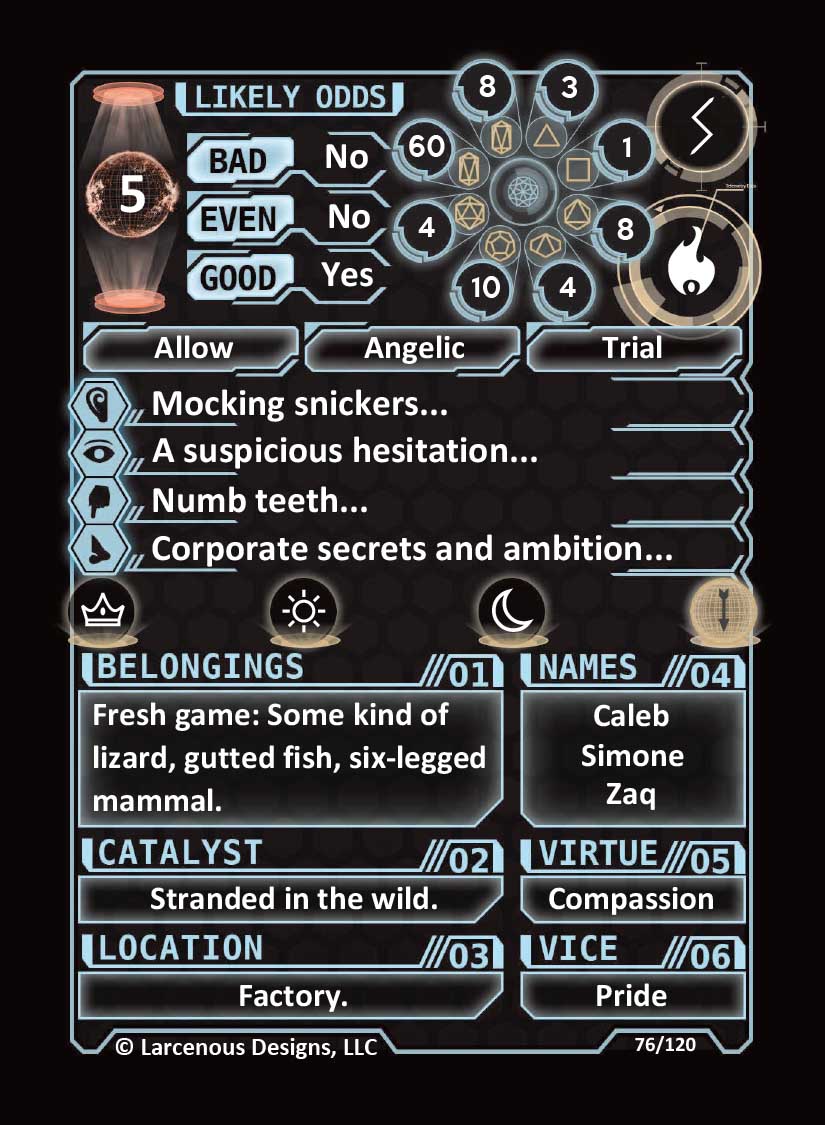 LIKELY ODDS
5
BAD No
EVEN No
GOOD Yes
8
3
60
1
4
8
10
4
Allow Angelic Trial
Mocking snickers...
A suspicious hesitation...
Numb teeth...
Corporate secrets and ambition...
BELONGINGS ///01
Fresh game: Some kind of
lizard, gutted fish, six-legged
mammal.
NAMES ///04
Caleb
Simone
Zaq
CATALYST ///02
Stranded in the wild.
VIRTUE ///05
Compassion
LOCATION ///03
Factory.
VICE ///06
Pride
© Larcenous Designs, LLC
76/120